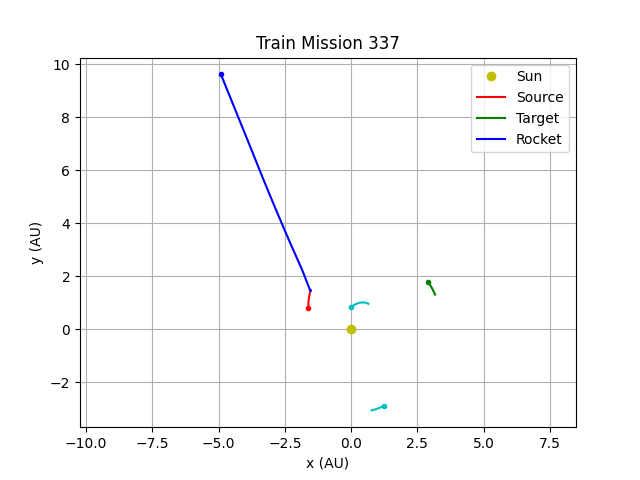 Train Mission 337
Sun
Source
Target
Rocket
10
8
6
4
2
0
−2
y (AU)
−10.0 −7.5 −5.0 −2.5 0.0 2.5 5.0 7.5
x (AU)